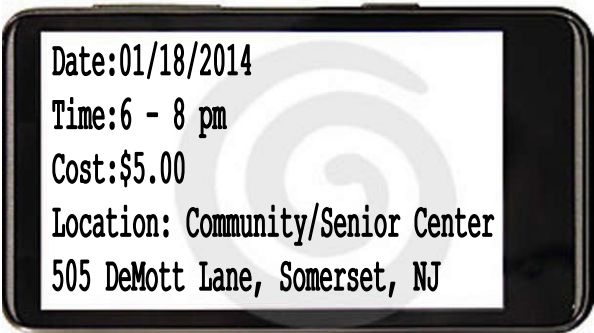 Date:01/18/2014
Time:6 - 8 pm
Cost:$5.00
Location: Community/Senior Center
505 DeMott Lane, Somerset, NJ